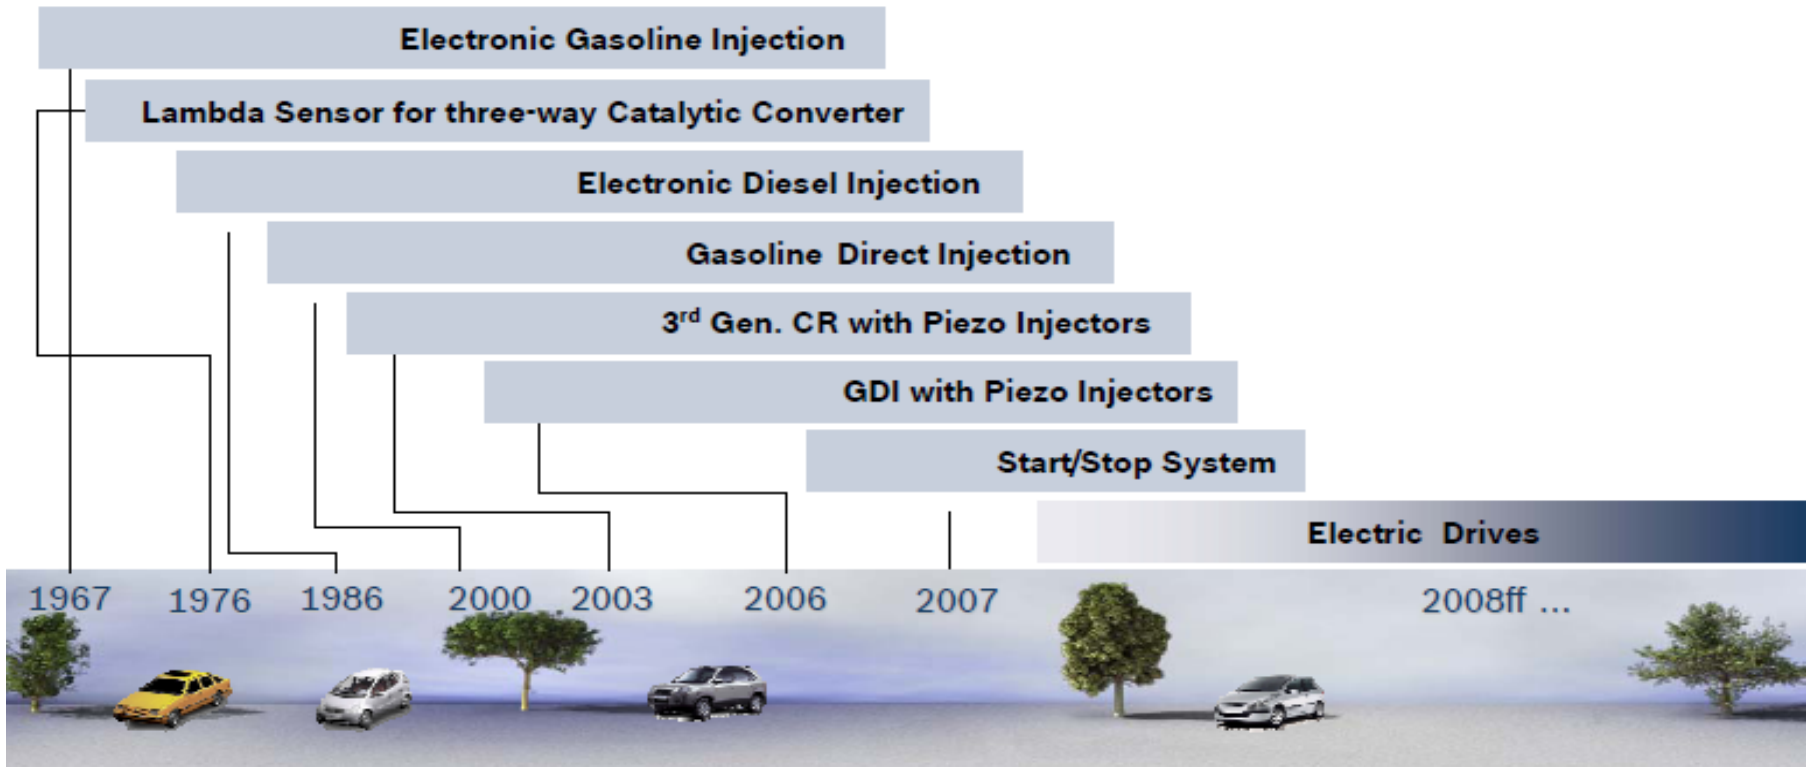 Electronic Gasoline Injection
Lambda Sensor for three-way Catalytic Converter
Electronic Diesel Injection
Gasoline Direct Injection
3rd Gen. CR with Piezo Injectors
GDI with Piezo Injectors
Start/Stop System
Electric Drives
1967 1976 1986 2000 2003 2006 2007 2008ff ...